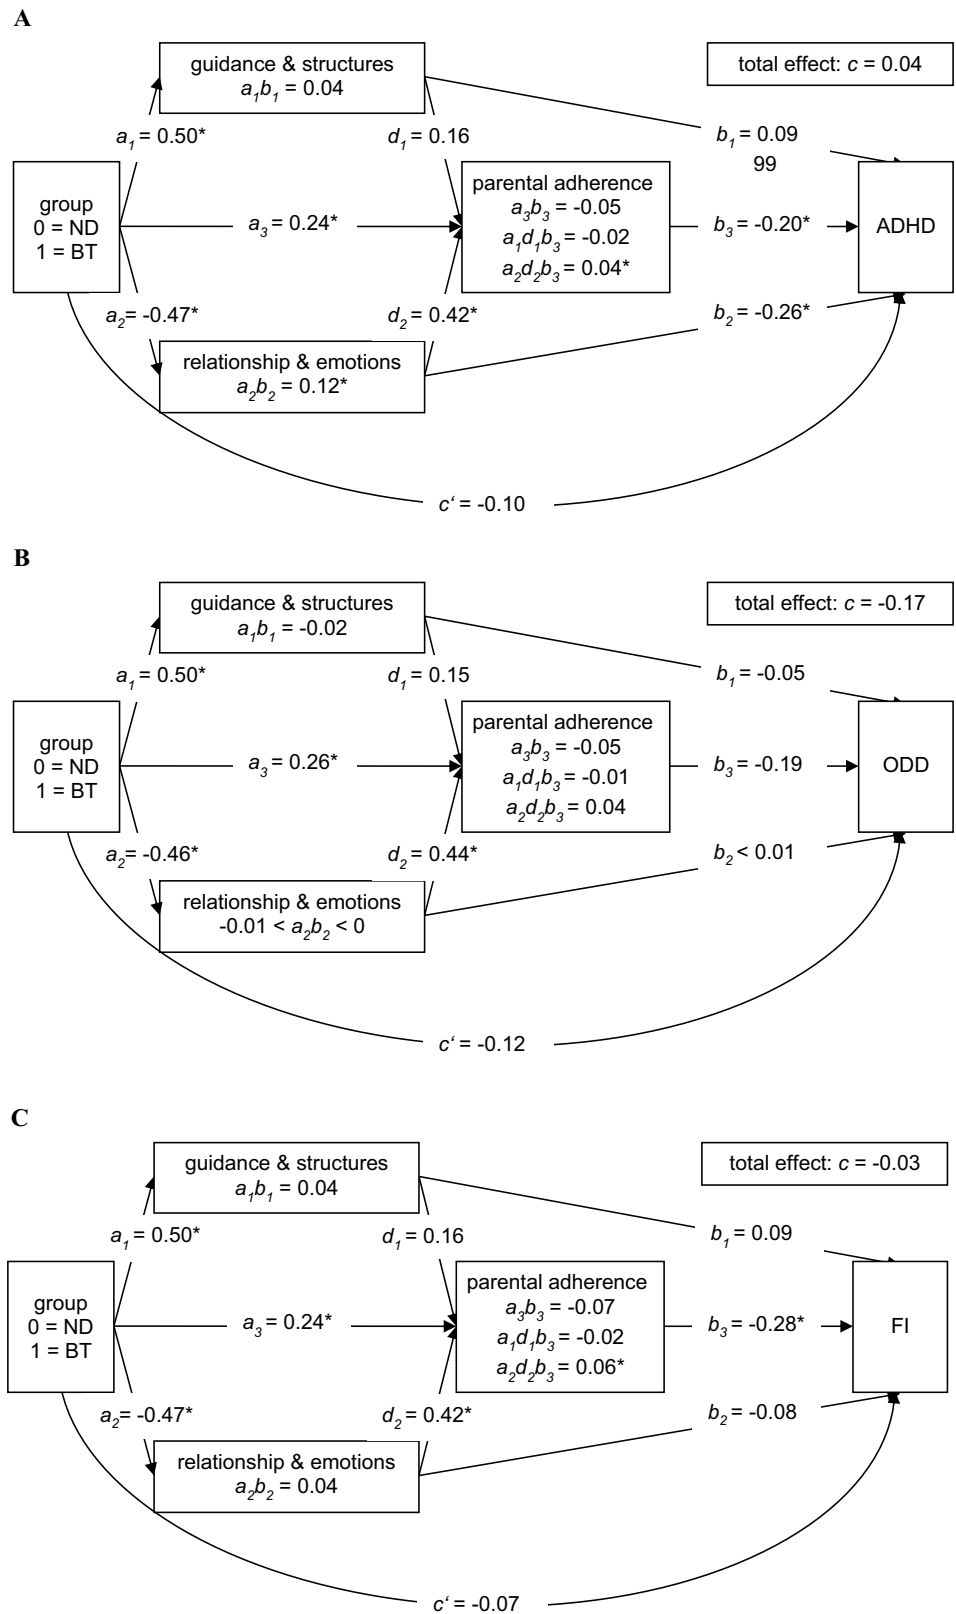 A
guidance & structures
a1b1 = 0.04
total effect: c = 0.04
a1 = 0.50*
d1 = 0.16
b1 = 0.09
99
group
0 = ND
1 = BT
a3 = 0.24*
parental adherence
a3b3 = -0.05
a1d1b3 = -0.02
a2d2b3 = 0.04*
b3 = -0.20*
ADHD
a2= -0.47*
d2 = 0.42*
b2 = -0.26*
relationship & emotions
a2b2 = 0.12*
c‘ = -0.10
B
guidance & structures
a1b1 = -0.02
total effect: c = -0.17
a1 = 0.50*
d1 = 0.15
b1 = -0.05
group
0 = ND
1 = BT
a3 = 0.26*
parental adherence
a3b3 = -0.05
a1d1b3 = -0.01
a2d2b3 = 0.04
b3 = -0.19
ODD
a2= -0.46*
d2 = 0.44*
b2 < 0.01
relationship & emotions
-0.01 < a2b2 < 0
c‘ = -0.12
C
guidance & structures
a1b1 = 0.04
total effect: c = -0.03
a1 = 0.50*
d1 = 0.16
b1 = 0.09
group
0 = ND
1 = BT
a3 = 0.24*
parental adherence
a3b3 = -0.07
a1d1b3 = -0.02
a2d2b3 = 0.06*
b3 = -0.28*
FI
a2= -0.47*
d2 = 0.42*
b2 = -0.08
relationship & emotions
a2b2 = 0.04
c‘ = -0.07